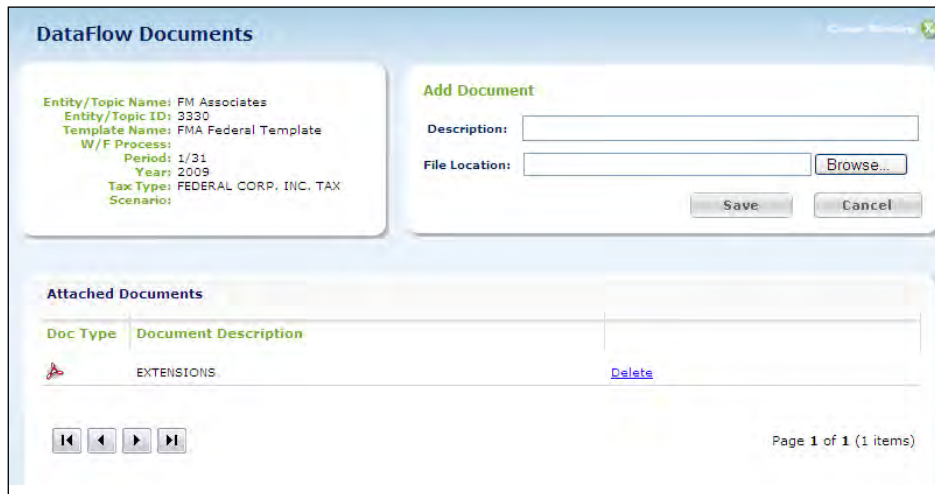 DataFlow Documents
Entity/Topic Name: FM Associates
Entity/Topic ID: 3330
Template Name: FMA Federal Template
W/F Process:
Period: 1/31
Year: 2009
Tax Type: FEDERAL CORP. INC. TAX
Scenario:
Add Document
Description:
File Location:
Browse...
Save
Cancel
Attached Documents
Doc Type Document Description
EXTENSIONS Delete
Page 1 of 1 (1 items)